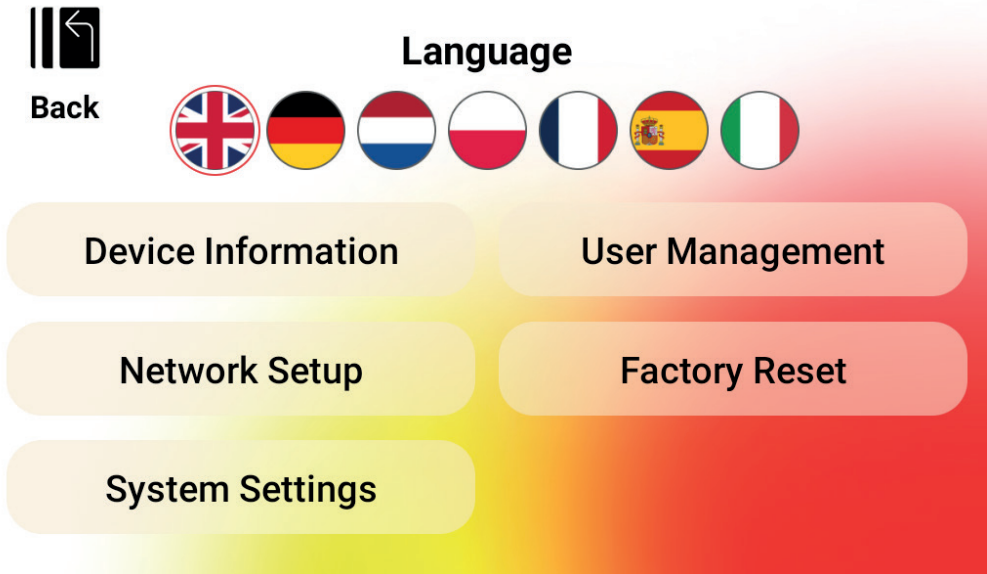 Language
Back
Device Information
User Management
Network Setup
Factory Reset
System Settings